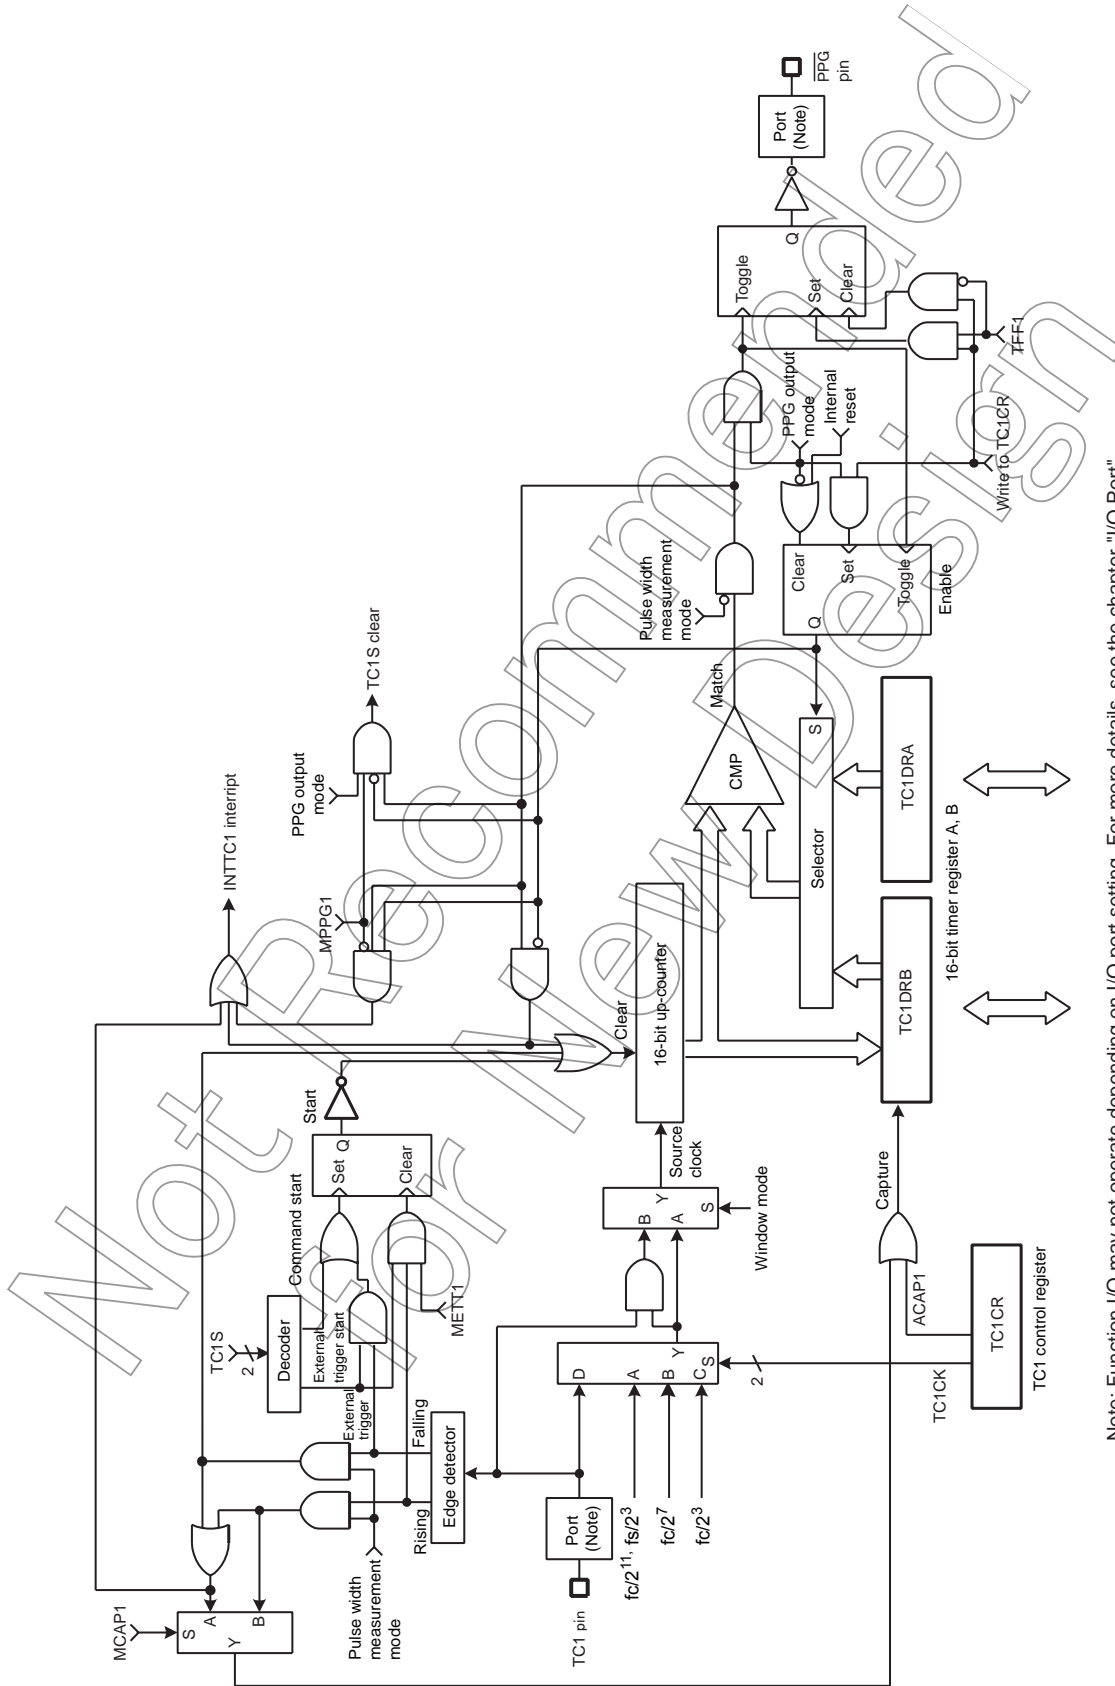 MCAP1
S
A
B
Y
Pulse width
measurement
mode
Rising
Falling
Edge detector
External
trigger
TC1S
2
Decoder
External
trigger start
Command start
METT1
Set
Q
Clear
Start
INTTC1 interript
MPPG1
PPG output
mode
TC1S clear
TC1 pin
Port
(Note)
fc/2¹¹, fs/2³
fc/2⁷
fc/2³
D
A
B
C
Y
S
2
B
A
Y
S
Window mode
Source
clock
Clear
16-bit up-counter
CMP
Match
Pulse width
measurement
mode
PPG output
mode
Internal
reset
Toggle
Set
Clear
Q
Port
(Note)
PPG
pin
TFF1
Write to TC1CR
Clear
Set
Toggle
Q
Enable
Selector
S
TC1DRB
TC1DRA
16-bit timer register A, B
Capture
ACAP1
TC1CK
TC1CR
TC1 control register
Note: Function I/O may not operate depending on I/O port setting. For more details, see the chapter "I/O Port".
Not Recommended
for New Design